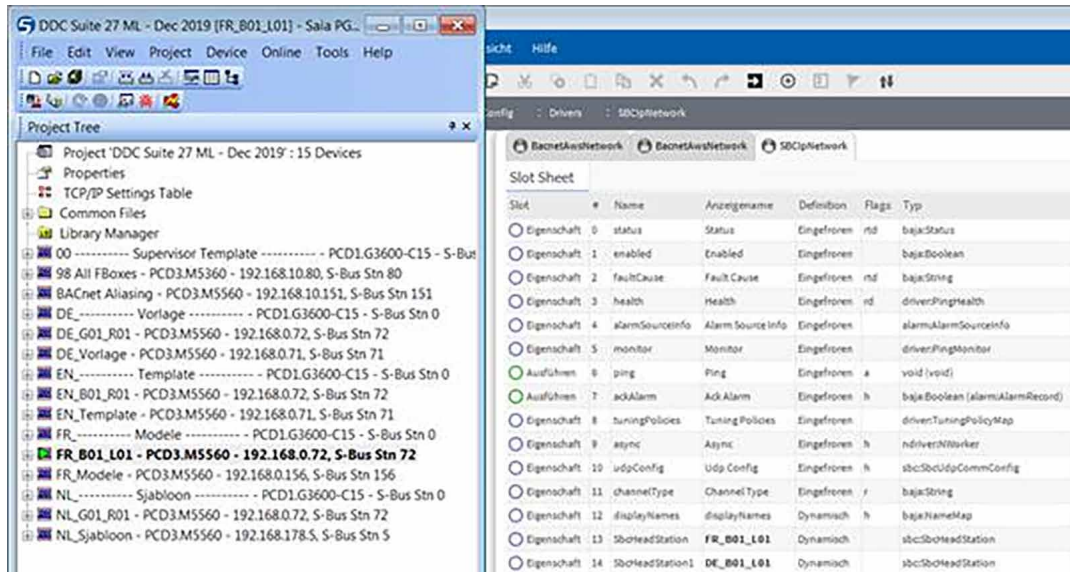 DDC Suite 27 ML - Dec 2019 [FR_B01_L01] - Saia PG...
File Edit View Project Device Online Tools Help
Project Tree
Project 'DDC Suite 27 ML - Dec 2019' : 15 Devices
Properties
TCP/IP Settings Table
Common Files
Library Manager
00 ---------- Supervisor Template ---------- - PCD1.G3600-C15 - S-Bus
98 All FBoxes - PCD3.M5360 - 192.168.10.80, S-Bus Stn 80
BACnet Aliasing - PCD3.M5560 - 192.168.10.151, S-Bus Stn 151
DE_---------- Vorlage ---------- - PCD1.G3600-C15 - S-Bus Stn 0
DE_G01_R01 - PCD3.M5560 - 192.168.0.72, S-Bus Stn 72
DE_Vorlage - PCD3.M5560 - 192.168.0.71, S-Bus Stn 71
EN_---------- Template ---------- - PCD1.G3600-C15 - S-Bus Stn 0
EN_B01_R01 - PCD3.M5560 - 192.168.0.72, S-Bus Stn 72
EN_Template - PCD3.M5560 - 192.168.0.71, S-Bus Stn 71
FR_---------- Modele ---------- - PCD1.G3600-C15 - S-Bus Stn 0
FR_B01_L01 - PCD3.M5560 - 192.168.0.72, S-Bus Stn 72
FR_Modele - PCD3.M5560 - 192.168.0.156, S-Bus Stn 156
NL_---------- Sjabloon ---------- - PCD1.G3600-C15 - S-Bus Stn 0
NL_G01_R01 - PCD3.M5560 - 192.168.0.72, S-Bus Stn 72
NL_Sjabloon - PCD3.M5560 - 192.168.178.5, S-Bus Stn 5
sicht Hilfe
onfig : Drivers : SBCIpNetwork
BacnetAwsNetwork BacnetAwsNetwork SBCIpNetwork
Slot Sheet
Slot # Name Anzeigename Definition Flags Typ
Eigenschaft 0 status Status Eingefroren rtd baja:Status
Eigenschaft 1 enabled Enabled Eingefroren baja:Boolean
Eigenschaft 2 faultCause Fault Cause Eingefroren rtd baja:String
Eigenschaft 3 health Health Eingefroren rd driver:PingHealth
Eigenschaft 4 alarmSourceInfo Alarm Source Info Eingefroren alarm:AlarmSourceInfo
Eigenschaft 5 monitor Monitor Eingefroren driver:PingMonitor
Ausführen 6 ping Ping Eingefroren a void (void)
Ausführen 7 ackAlarm Ack Alarm Eingefroren h baja:Boolean (alarm:AlarmRecord)
Eigenschaft 8 tuningPolicies Tuning Policies Eingefroren driver:TuningPolicyMap
Eigenschaft 9 async Async Eingefroren h ndriver:NWorker
Eigenschaft 10 udpConfig Udp Config Eingefroren h sbc:SbcUdpCommConfig
Eigenschaft 11 channelType Channel Type Eingefroren r baja:String
Eigenschaft 12 displayNames displayNames Dynamisch h baja:NameMap
Eigenschaft 13 SbcHeadStation FR_B01_L01 Dynamisch sbc:SbcHeadStation
Eigenschaft 14 SbcHeadStation1 DE_B01_L01 Dynamisch sbc:SbcHeadStation